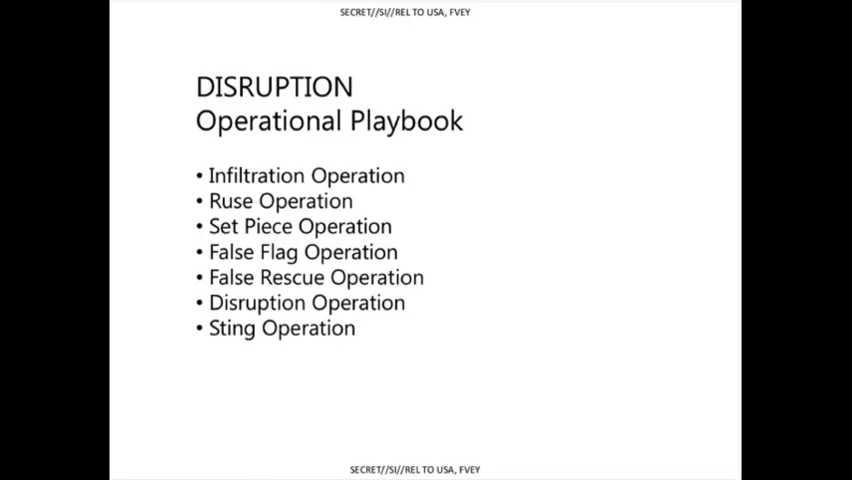 SECRET//SI//REL TO USA, FVEY
DISRUPTION
Operational Playbook
• Infiltration Operation
• Ruse Operation
• Set Piece Operation
• False Flag Operation
• False Rescue Operation
• Disruption Operation
• Sting Operation
SECRET//SI//REL TO USA, FVEY